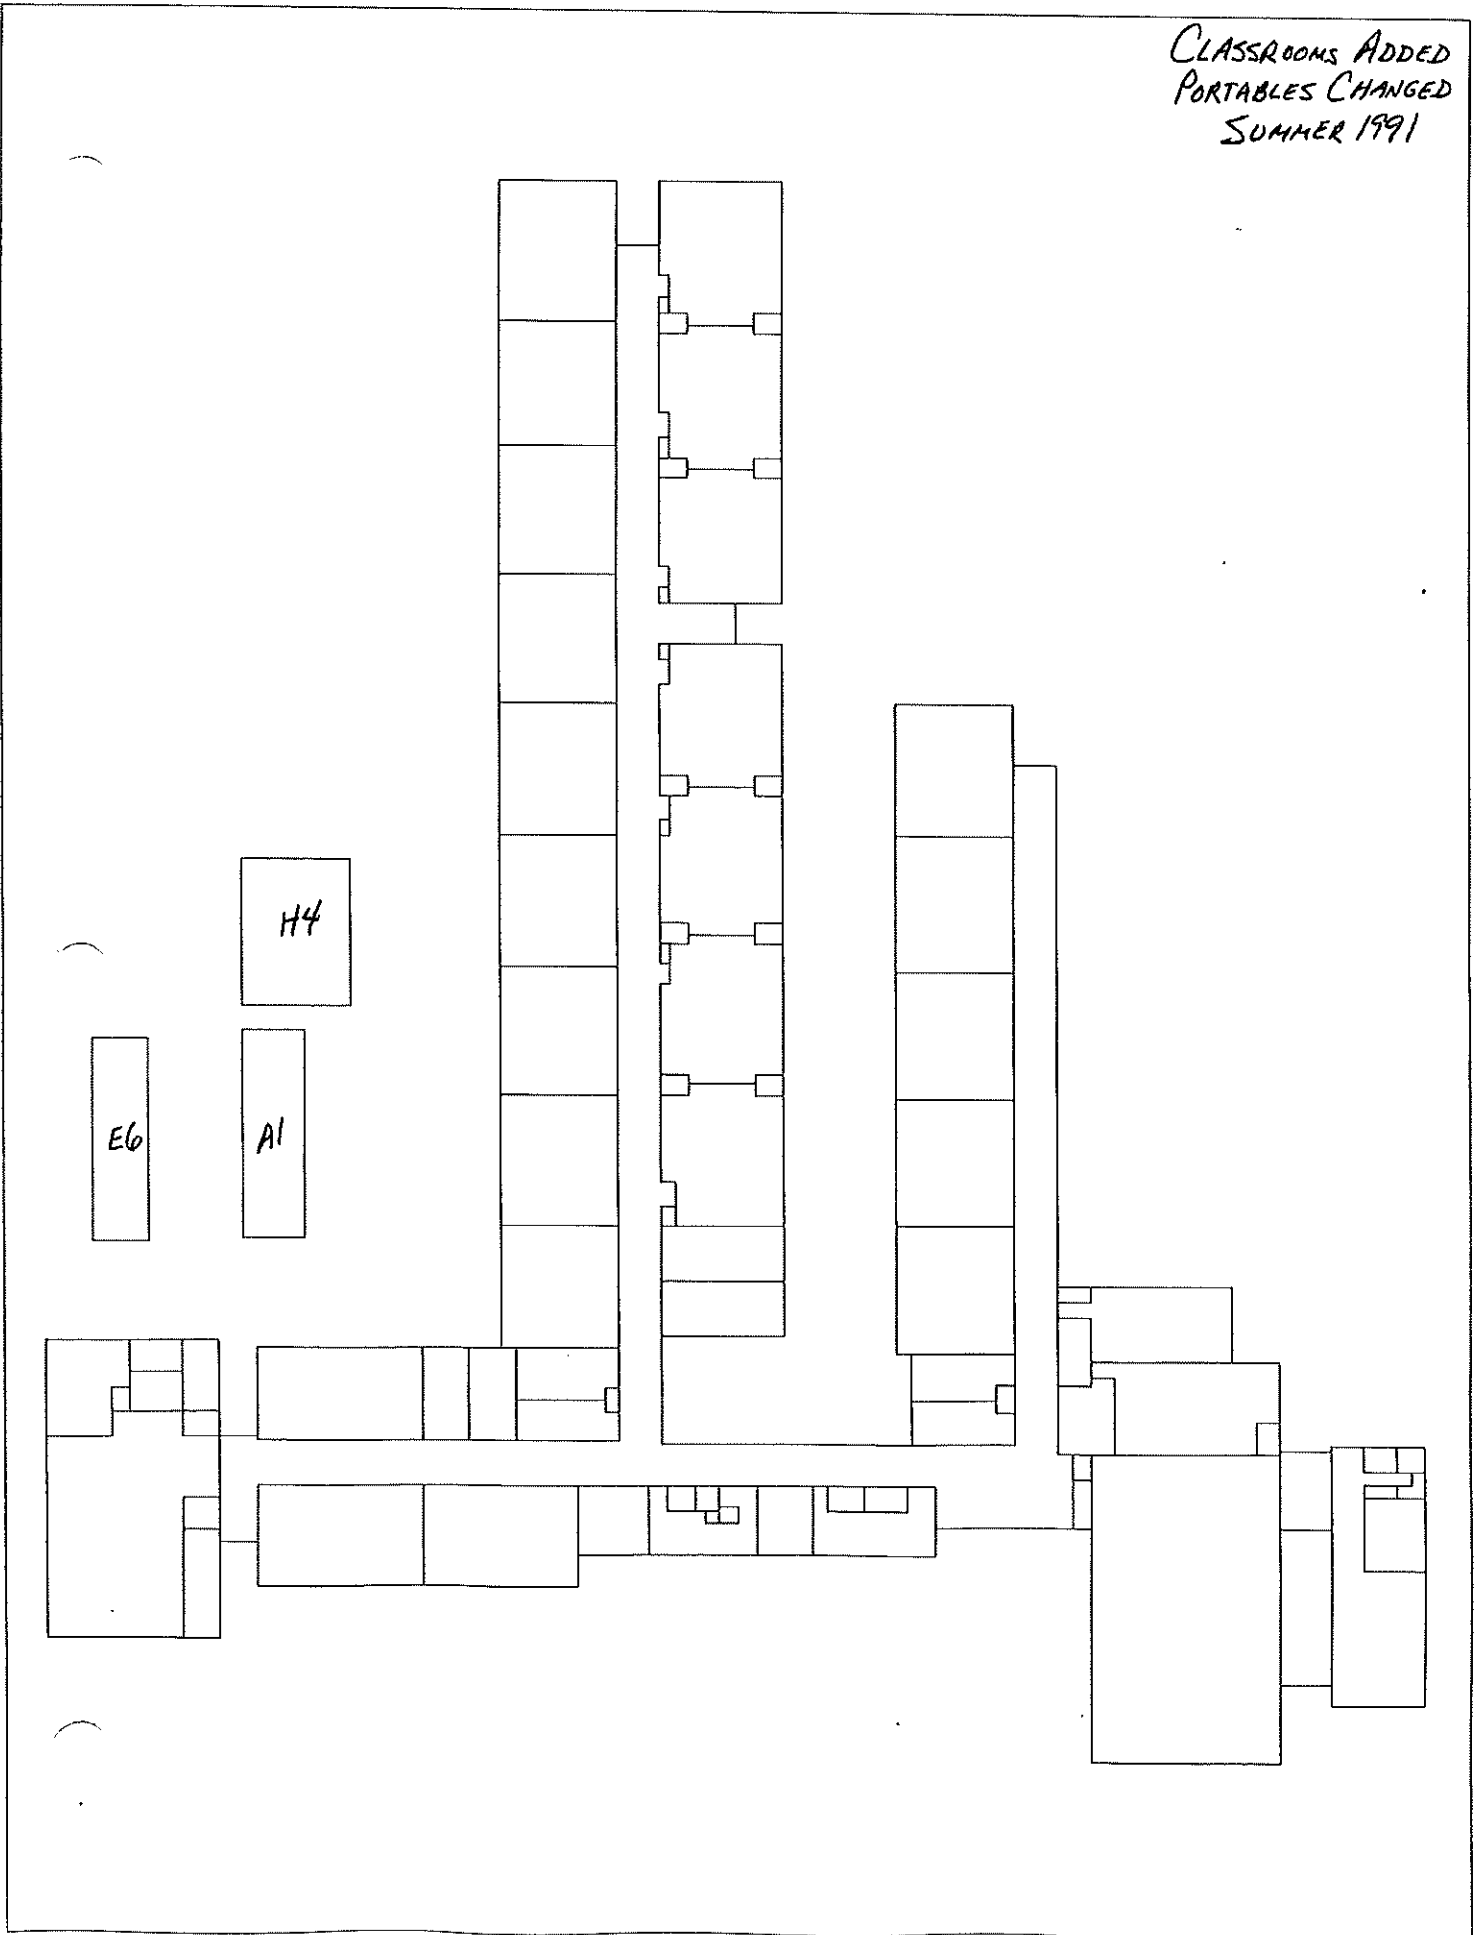 CLASSROOMS ADDED
PORTABLES CHANGED
SUMMER 1991
H4
E6
A1